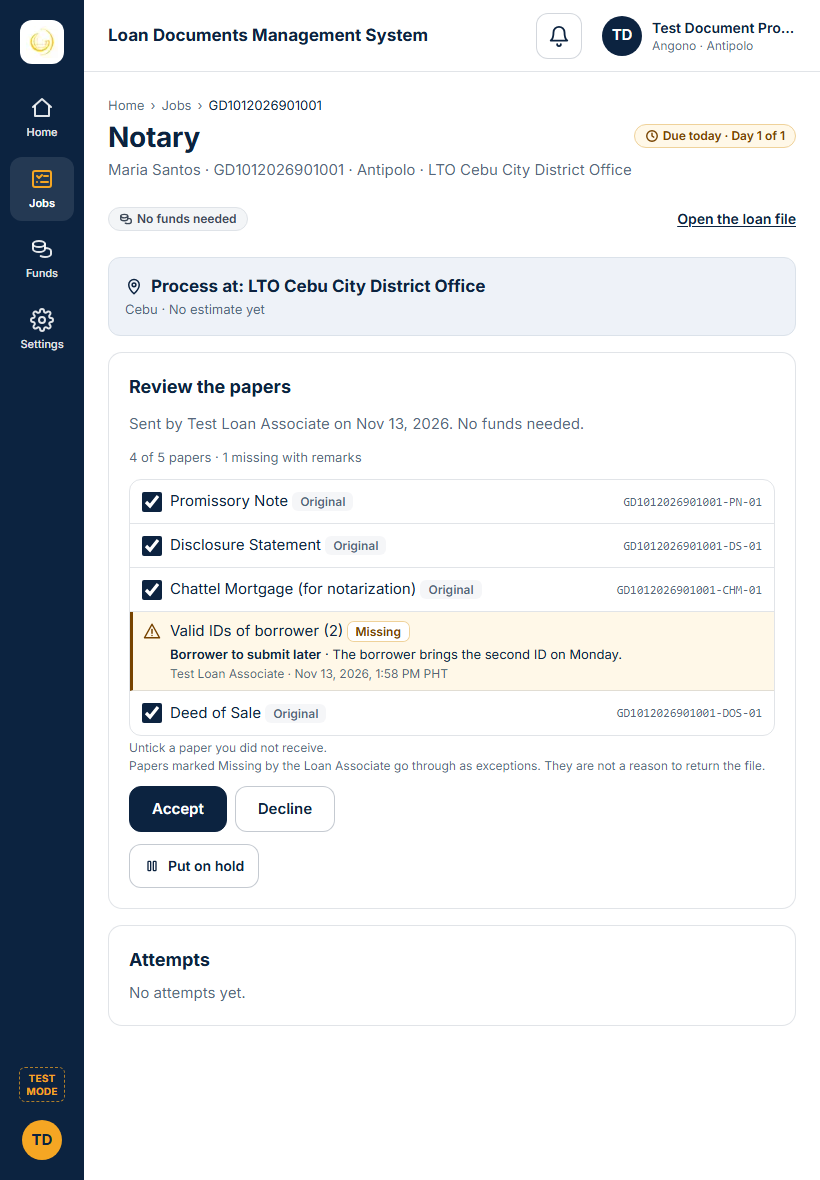 Loan Documents Management System
TD
Test Document Pro...
Angono · Antipolo
Home
Jobs
Funds
Settings
TEST
MODE
TD
Home › Jobs › GD1012026901001
Notary
Due today · Day 1 of 1
Maria Santos · GD1012026901001 · Antipolo · LTO Cebu City District Office
No funds needed
Open the loan file
Process at: LTO Cebu City District Office
Cebu · No estimate yet
Review the papers
Sent by Test Loan Associate on Nov 13, 2026. No funds needed.
4 of 5 papers · 1 missing with remarks
Promissory Note Original GD1012026901001-PN-01
Disclosure Statement Original GD1012026901001-DS-01
Chattel Mortgage (for notarization) Original GD1012026901001-CHM-01
Valid IDs of borrower (2) Missing
Borrower to submit later · The borrower brings the second ID on Monday.
Test Loan Associate · Nov 13, 2026, 1:58 PM PHT
Deed of Sale Original GD1012026901001-DOS-01
Untick a paper you did not receive.
Papers marked Missing by the Loan Associate go through as exceptions. They are not a reason to return the file.
Accept
Decline
Put on hold
Attempts
No attempts yet.